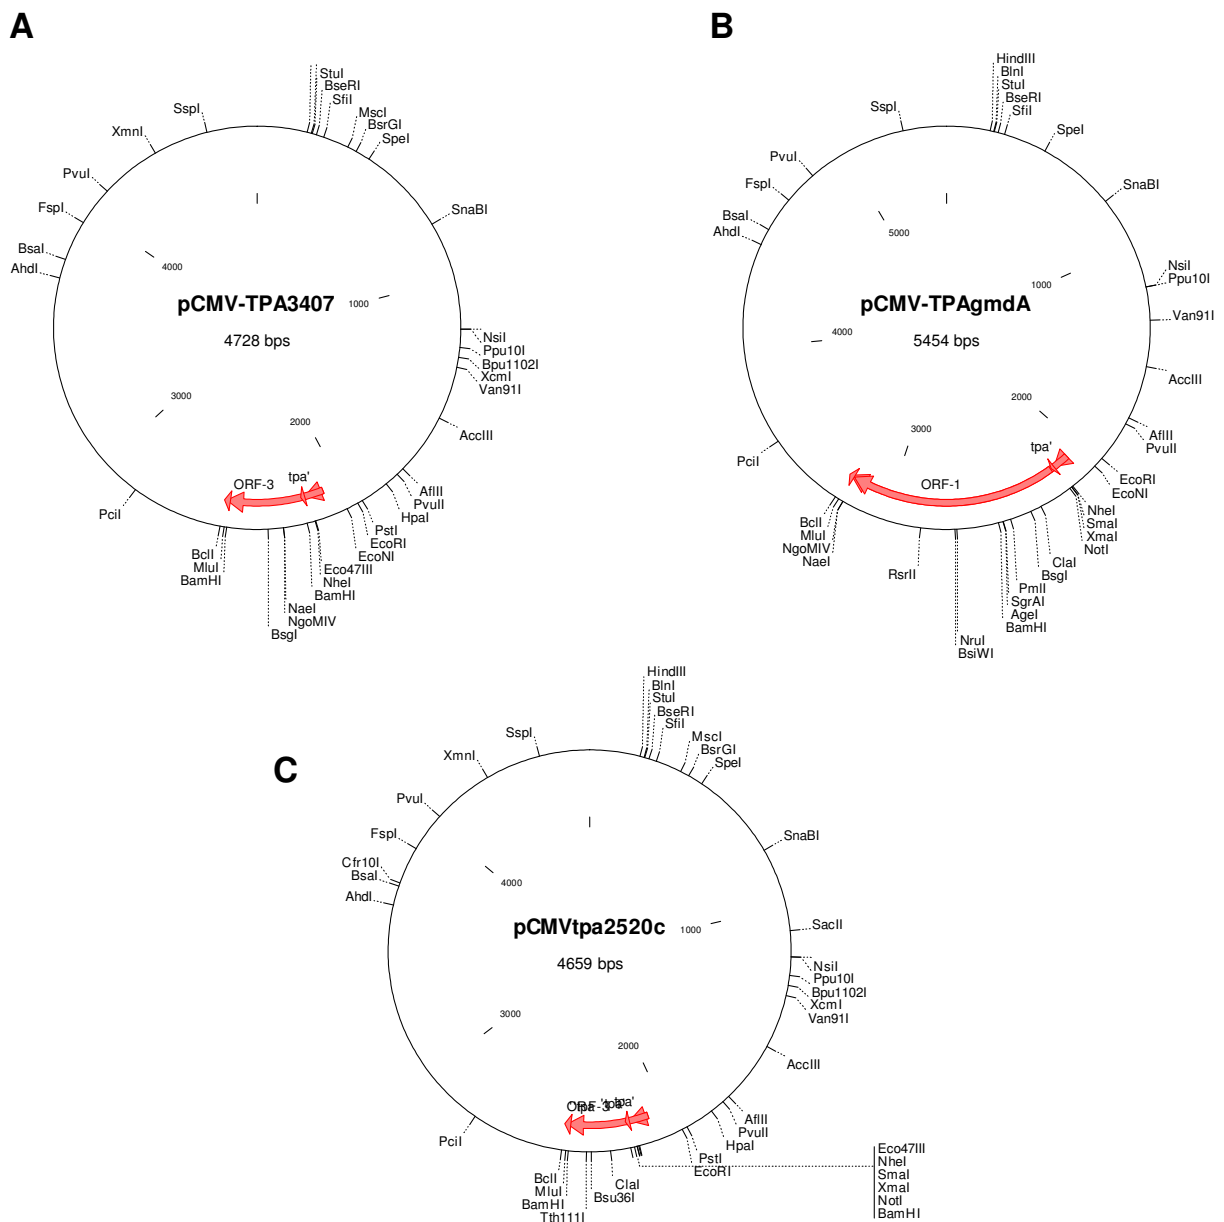 A
StuI
BseRI
SfiI
MscI
BsrGI
SpeI
SspI
XmnI
PvuI
FspI
BsaI
AhdI
SnaBI
4000
1000
pCMV-TPA3407
4728 bps
NsiI
Ppu10I
Bpu1102I
XcmI
Van91I
3000
2000
AccIII
ORF-3
tpa'
AflII
PvuII
HpaI
PstI
EcoRI
EcoNI
PciI
BclI
MluI
BamHI
Eco47III
NheI
BamHI
NaeI
NgoMIV
BsgI
B
HindIII
BlnI
StuI
BseRI
SfiI
SpeI
SspI
PvuI
FspI
BsaI
AhdI
SnaBI
5000
1000
NsiI
Ppu10I
Van91I
pCMV-TPAgmdA
5454 bps
4000
AccIII
2000
3000
AflII
PvuII
tpa'
PciI
ORF-1
EcoRI
EcoNI
NheI
SmaI
XmaI
NotI
BclI
MluI
NgoMIV
NaeI
RsrII
ClaI
BsgI
PmlI
SgrAI
AgeI
BamHI
NruI
BsiWI
C
HindIII
BlnI
StuI
BseRI
SfiI
MscI
BsrGI
SpeI
SspI
XmnI
PvuI
FspI
Cfr10I
BsaI
AhdI
SnaBI
4000
1000
SacII
pCMVtpa2520c
4659 bps
NsiI
Ppu10I
Bpu1102I
XcmI
Van91I
3000
2000
AccIII
ORF-3
tpa'
AflII
PvuII
HpaI
PstI
EcoRI
PciI
BclI
MluI
BamHI
Tth111I
Bsu36I
ClaI
Eco47III
NheI
SmaI
XmaI
NotI
BamHI